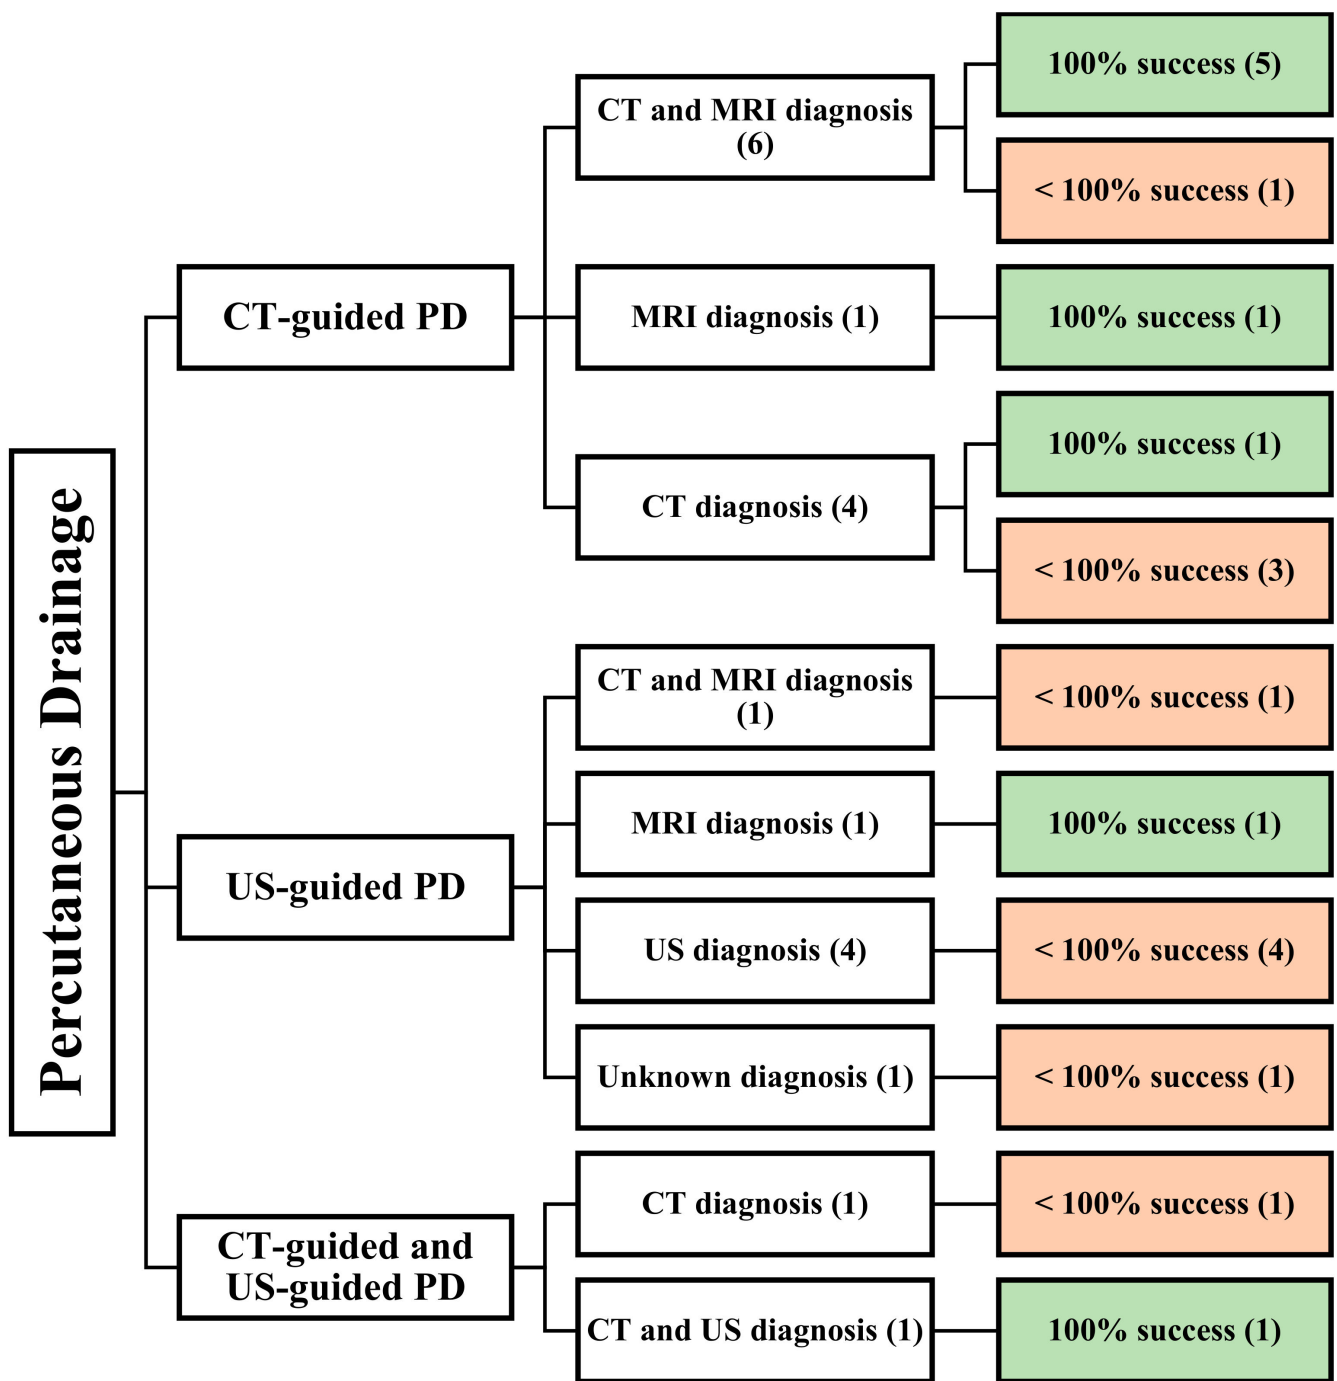 Percutaneous Drainage
CT-guided PD
CT and MRI diagnosis
(6)
100% success (5)
< 100% success (1)
MRI diagnosis (1)
100% success (1)
CT diagnosis (4)
100% success (1)
< 100% success (3)
US-guided PD
CT and MRI diagnosis
(1)
< 100% success (1)
MRI diagnosis (1)
100% success (1)
US diagnosis (4)
< 100% success (4)
Unknown diagnosis (1)
< 100% success (1)
CT-guided and
US-guided PD
CT diagnosis (1)
< 100% success (1)
CT and US diagnosis (1)
100% success (1)